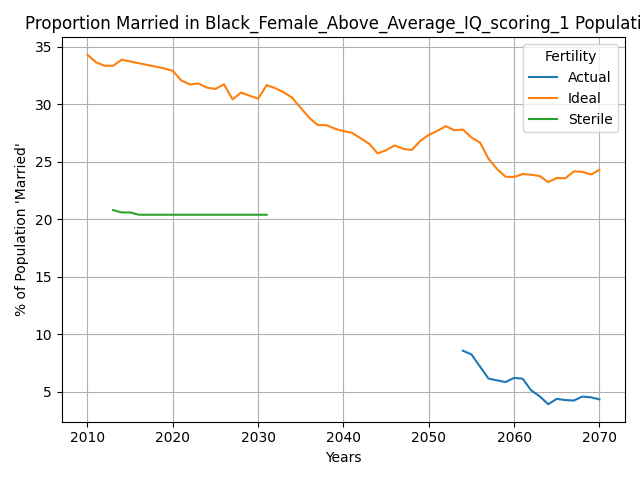 Proportion Married in Black_Female_Above_Average_IQ_scoring_1 Populati
35
30
25
20
15
10
5
% of Population 'Married'
Fertility
Actual
Ideal
Sterile
2010 2020 2030 2040 2050 2060 2070
Years